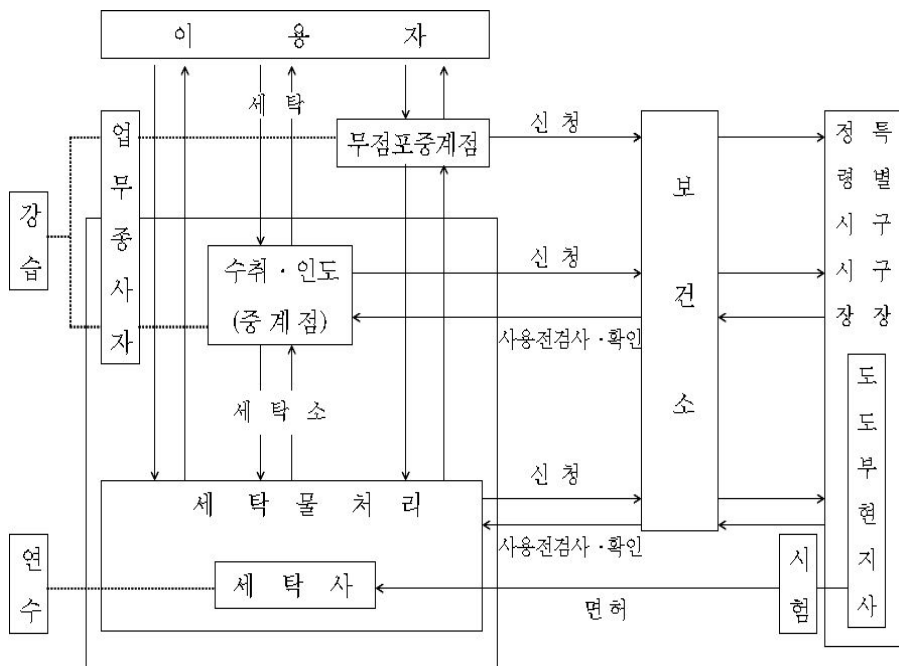 이 용 자
세 탁
업무종사자
무점포중계점
신 청
보건소
정령시시장
특별구구장
강습
수취·인도
(중 계 점)
신 청
사용전검사·확인
세 탁 소
도도부현지사
세 탁 물 처 리
신 청
사용전검사·확인
연수
세 탁 사
면허
시험